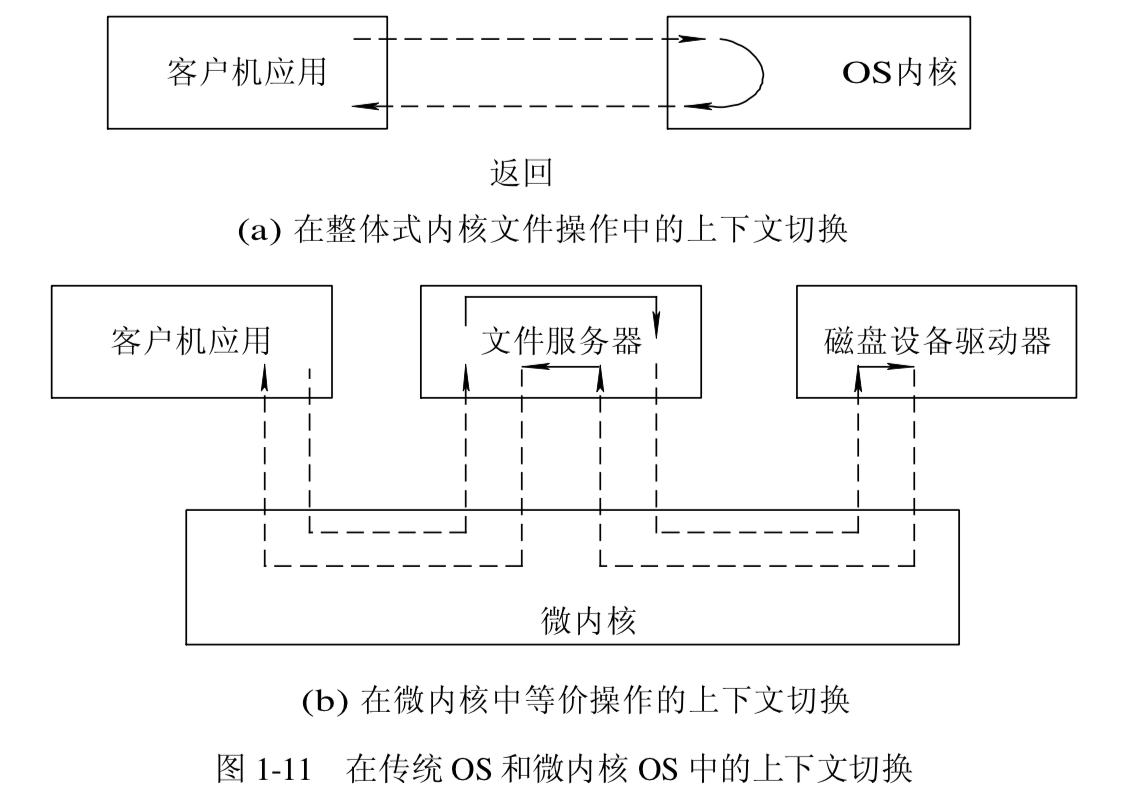 客户机应用
OS内核
返回
(a) 在整体式内核文件操作中的上下文切换
客户机应用
文件服务器
磁盘设备驱动器
微内核
(b) 在微内核中等价操作的上下文切换
图 1-11 在传统 OS 和微内核 OS 中的上下文切换